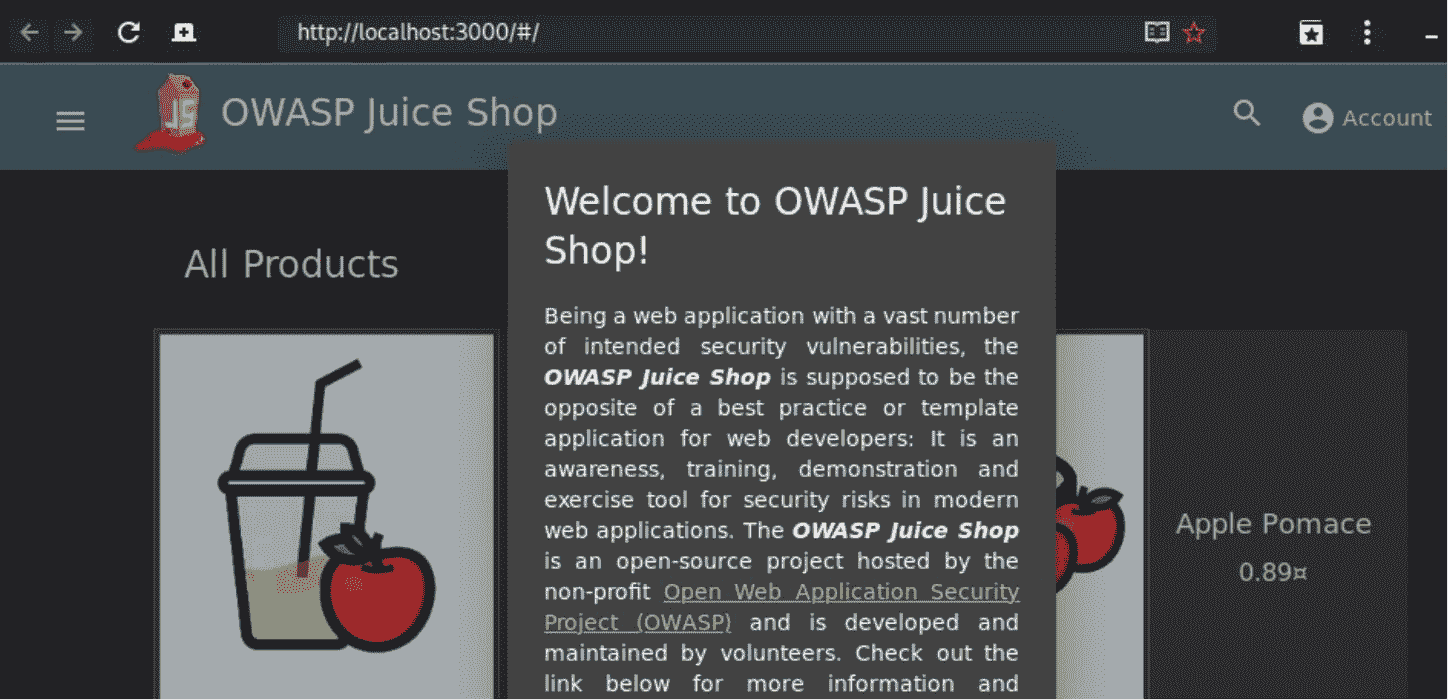 http://localhost:3000/#/
JS
OWASP Juice Shop
Account
Welcome to OWASP Juice
Shop!
All Products
Being a web application with a vast number
of intended security vulnerabilities, the
OWASP Juice Shop is supposed to be the
opposite of a best practice or template
application for web developers: It is an
awareness, training, demonstration and
exercise tool for security risks in modern
web applications. The OWASP Juice Shop
is an open-source project hosted by the
non-profit Open Web Application Security
Project (OWASP) and is developed and
maintained by volunteers. Check out the
link below for more information and
Apple Pomace
0.89¤